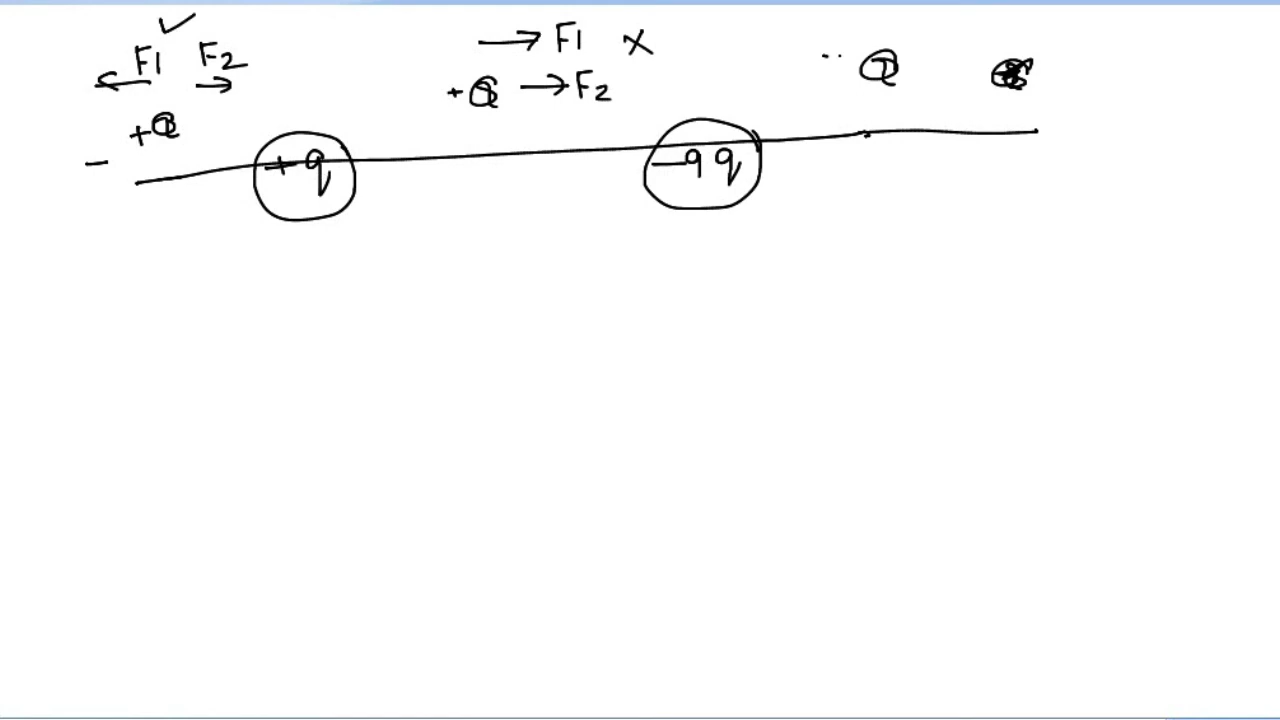 F1 F2
→ F1 ×
+Q → F2
Q
+Q
-
+q
-9q